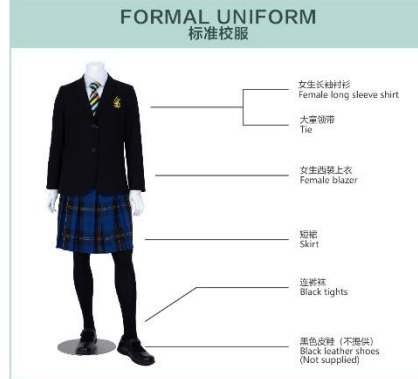 FORMAL UNIFORM
标准校服
女生长袖衬衫
Female long sleeve shirt
大童领带
Tie
女生西装上衣
Female blazer
短裙
Skirt
连裤袜
Black tights
黑色皮鞋（不提供）
Black leather shoes
(Not supplied)